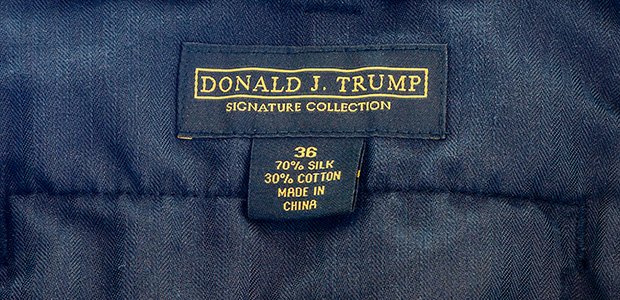 DONALD J. TRUMP
SIGNATURE COLLECTION
36
70% SILK
30% COTTON
MADE IN
CHINA